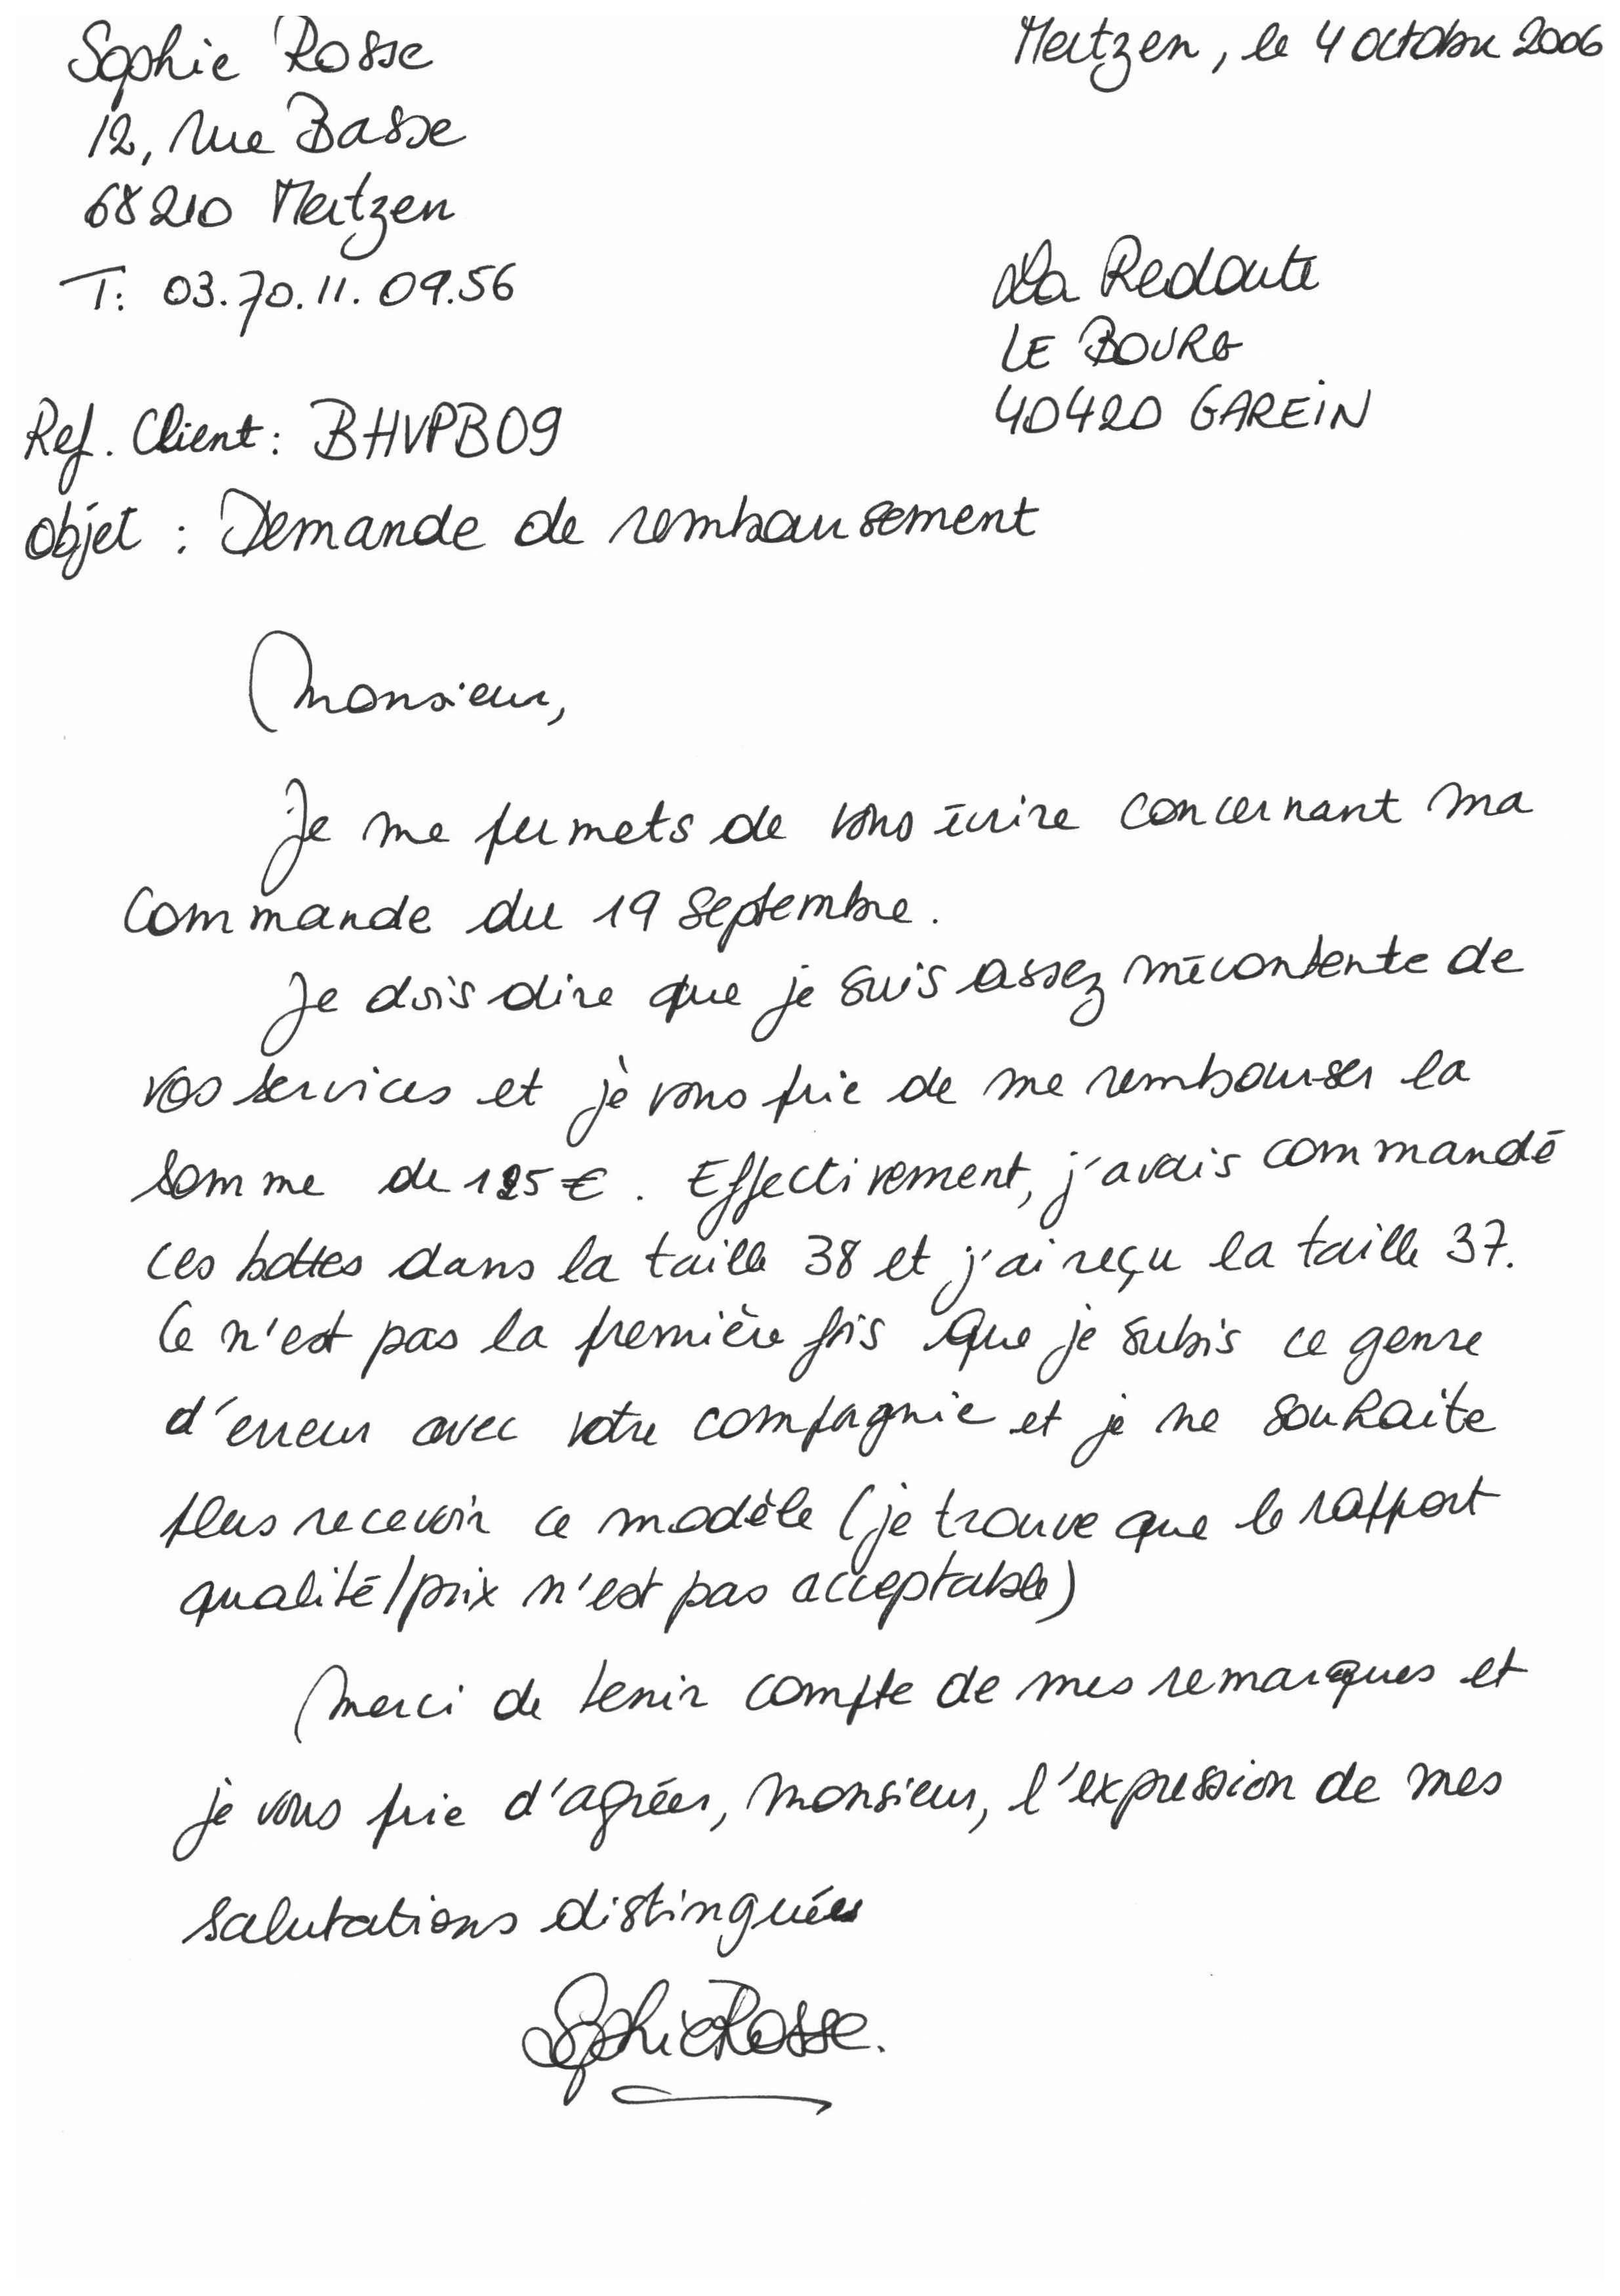 Sophie Rosse
Mertzen, le 4 octobre 2006
12, rue Basse
68210 Mertzen
T: 03.70.11.09.56
La Redoute
LE BOURG
40420 GAREIN
Ref. Client : BHVPB09
Objet : Demande de remboursement
Monsieur,
Je me permets de vous écrire concernant ma
commande du 19 septembre.
Je dois dire que je suis assez mécontente de
vos services et je vous prie de me rembourser la
somme de 125 €. Effectivement, j'avais commandé
ces bottes dans la taille 38 et j'ai reçu la taille 37.
Ce n'est pas la première fois que je subis ce genre
d'erreur avec votre compagnie et je ne souhaite
plus recevoir ce modèle (je trouve que le rapport
qualité/prix n'est pas acceptable)
Merci de tenir compte de mes remarques et
je vous prie d'agréer, monsieur, l'expression de mes
salutations distinguées
Sophie Rosse.